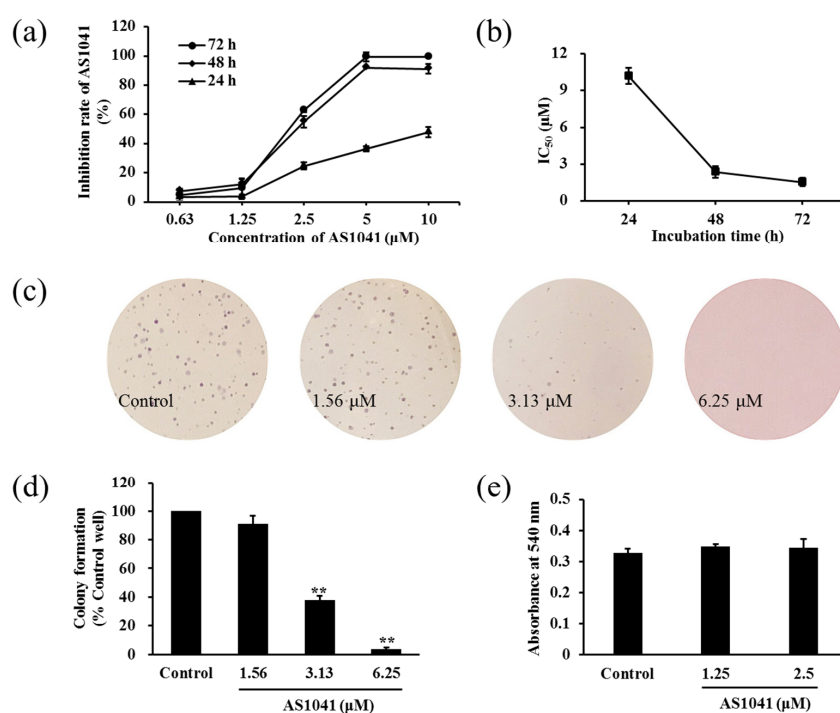 (a)
Inhibition rate of AS1041
(%)
120
100
80
60
40
20
0
72 h
48 h
24 h
0.63 1.25 2.5 5 10
Concentration of AS1041 (μM)
(b)
IC50 (μM)
12
9
6
3
0
24 48 72
Incubation time (h)
(c)
Control 1.56 μM 3.13 μM 6.25 μM
(d)
Colony formation
(% Control well)
120
100
80
60
40
20
0
**
**
Control 1.56 3.13 6.25
AS1041 (μM)
(e)
Absorbance at 540 nm
0.5
0.4
0.3
0.2
0.1
0
Control 1.25 2.5
AS1041 (μM)